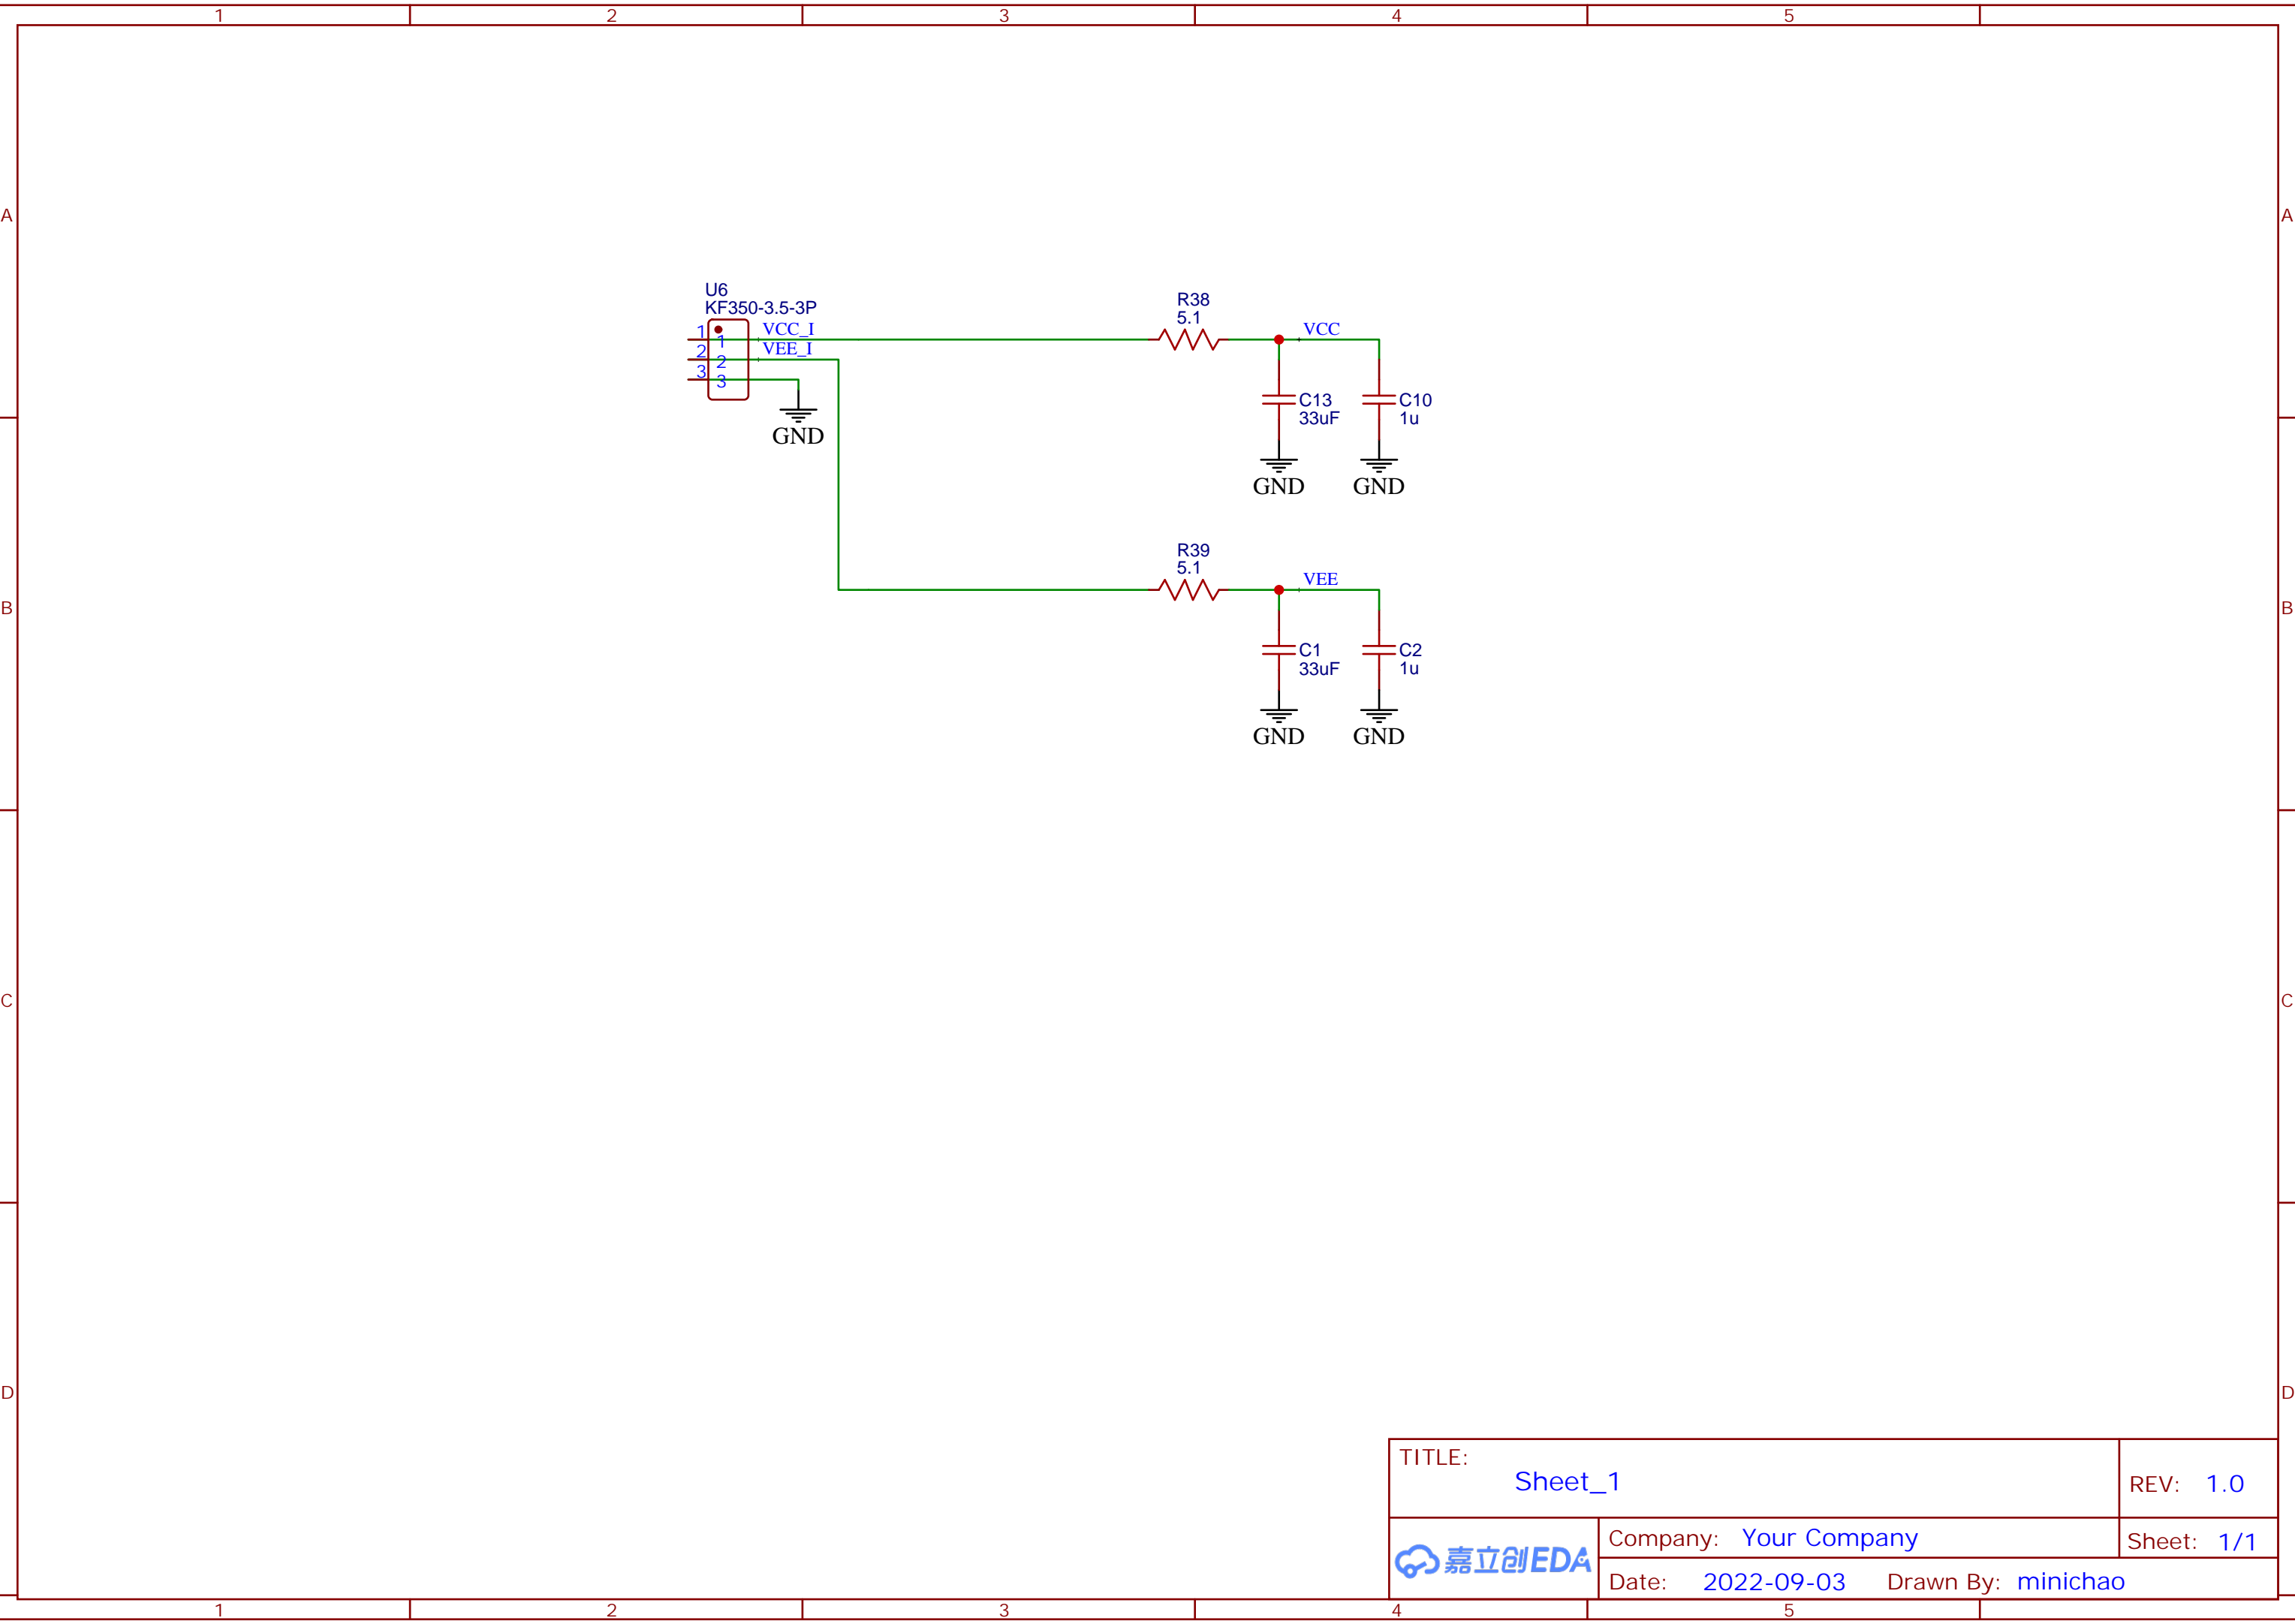 1 2 3 4 5
A A
U6
KF350-3.5-3P
R38
5.1
1 1 VCC_I
VCC
2 2 VEE_I
3 3
GND
C13
33uF
C10
1u
GND GND
B B
R39
5.1
VEE
C1
33uF
C2
1u
GND GND
C C
D D
TITLE:
Sheet_1
REV: 1.0
嘉立创EDA
Company: Your Company
Sheet: 1/1
Date: 2022-09-03 Drawn By: minichao
1 2 3 4 5